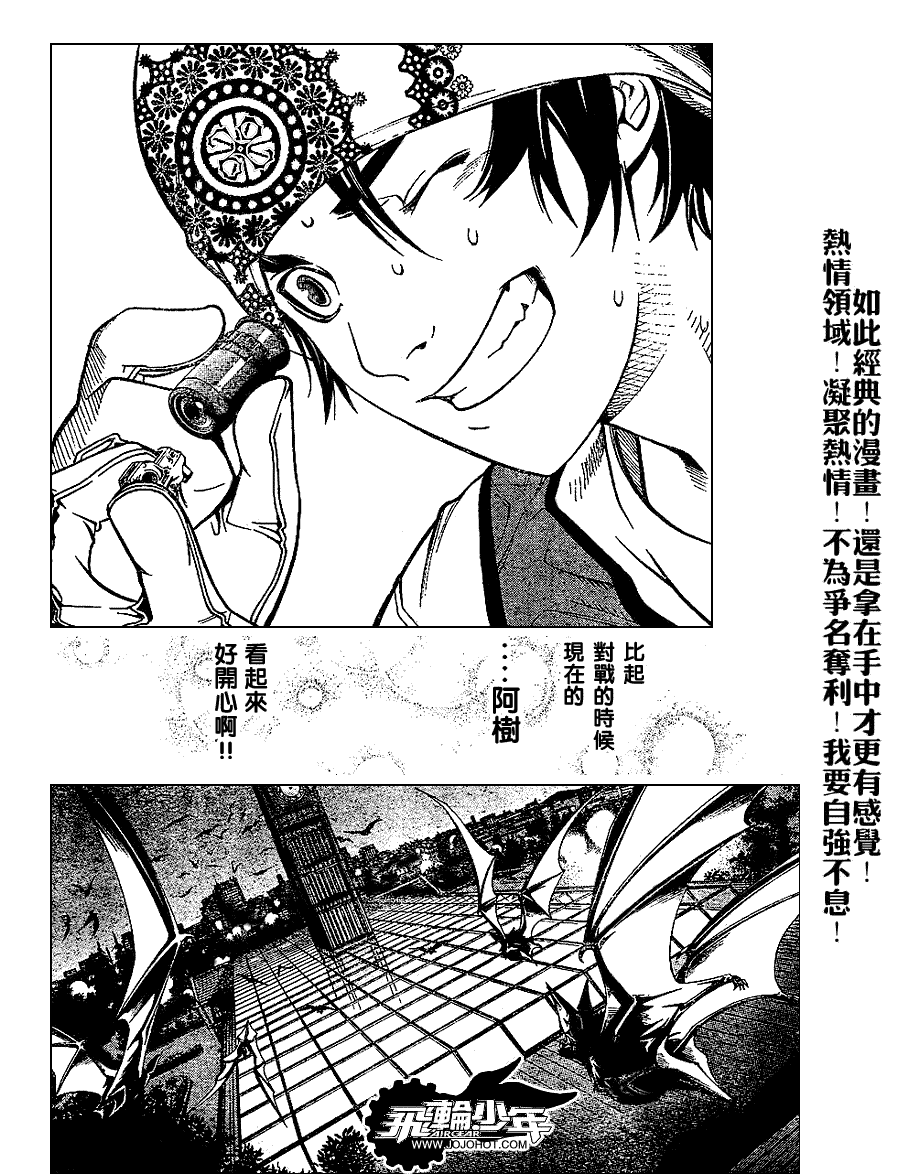 如此經典的漫畫！還是拿在手中才更有感覺！
熱情領域！凝聚熱情！不為爭名奪利！我要自強不息！
比起
對戰的時候
現在的
…阿樹
看起來
好開心啊!!
飛輪少年
AIRGEAR
WWW.JOJOHOT.COM